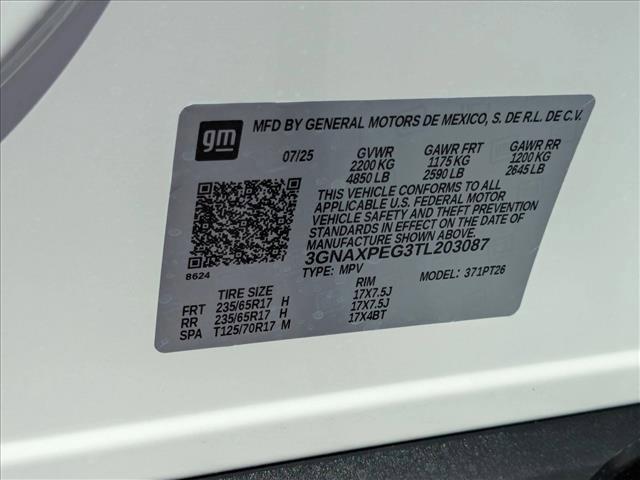 gm MFD BY GENERAL MOTORS DE MEXICO, S. DE R.L. DE C.V.
07/25 GVWR GAWR FRT GAWR RR
2200 KG 1175 KG 1200 KG
4850 LB 2590 LB 2645 LB
THIS VEHICLE CONFORMS TO ALL
APPLICABLE U.S. FEDERAL MOTOR
VEHICLE SAFETY AND THEFT PREVENTION
STANDARDS IN EFFECT ON THE DATE OF
MANUFACTURE SHOWN ABOVE.
3GNAXPEG3TL203087
8624 TYPE: MPV MODEL: 371PT26
TIRE SIZE RIM
FRT 235/65R17 H 17X7.5J
RR 235/65R17 H 17X7.5J
SPA T125/70R17 M 17X4BT